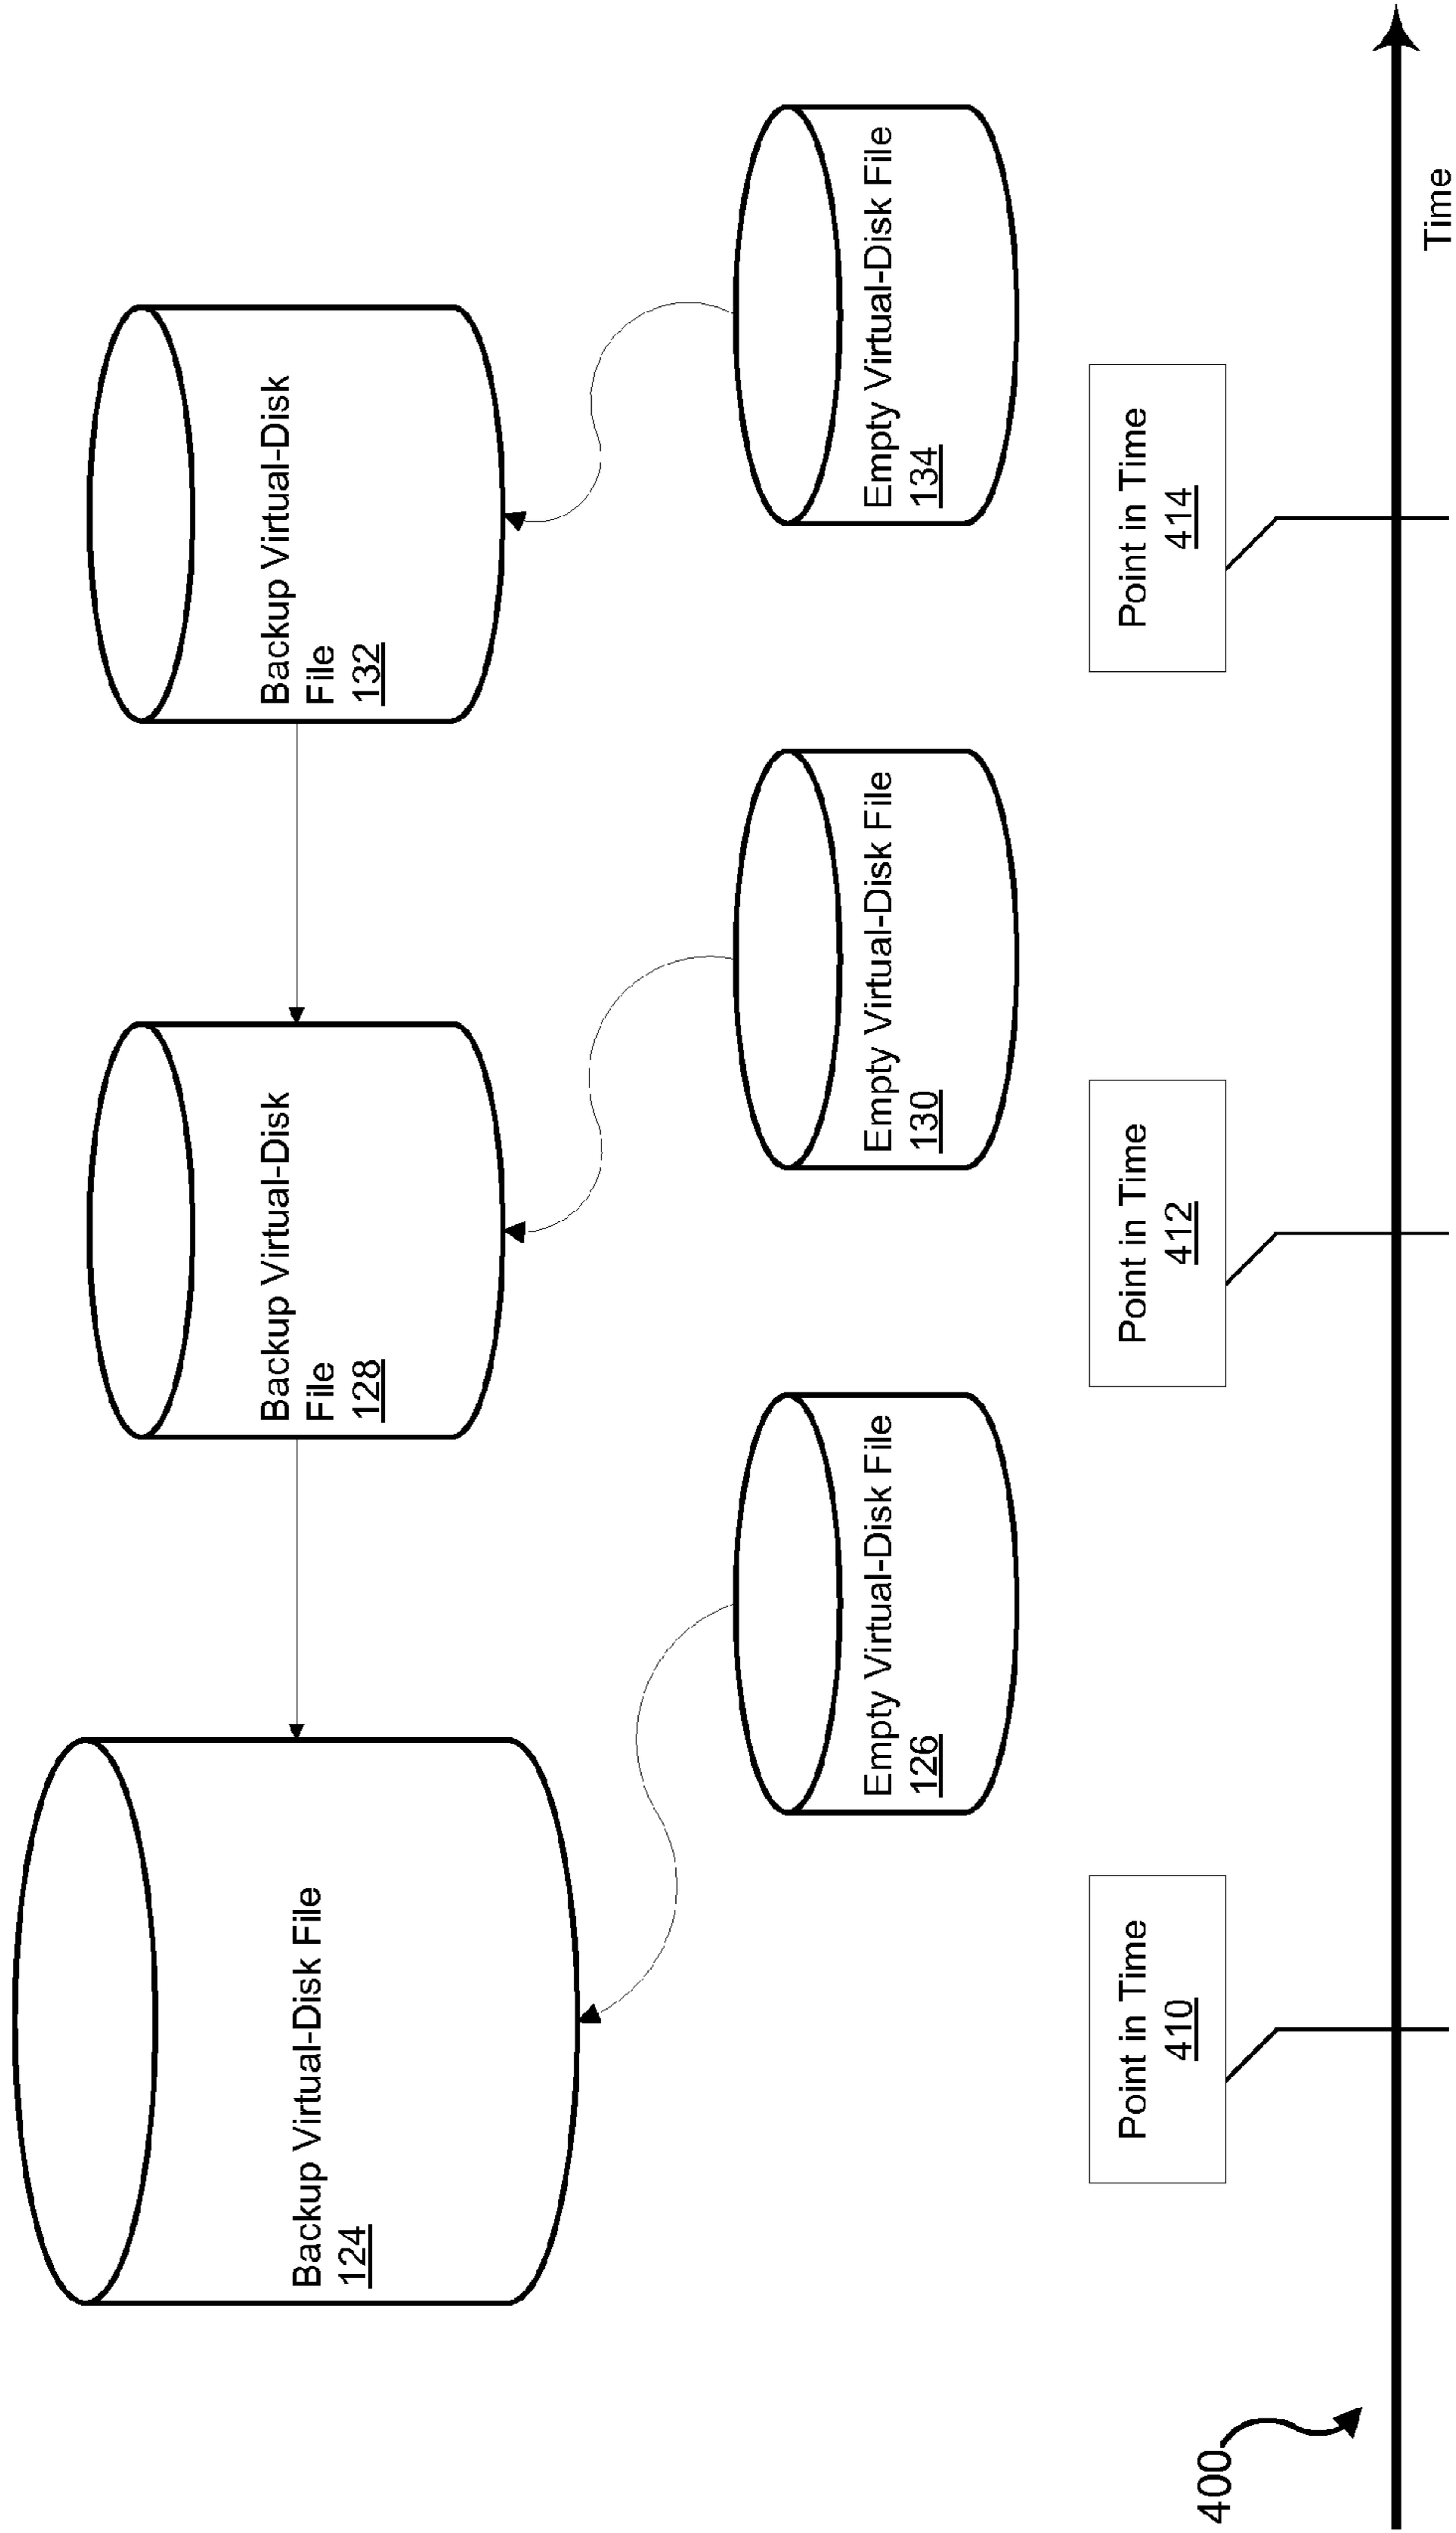 Backup Virtual-Disk File
124
Backup Virtual-Disk
File
128
Backup Virtual-Disk
File
132
Empty Virtual-Disk File
126
Empty Virtual-Disk File
130
Empty Virtual-Disk File
134
Point in Time
410
Point in Time
412
Point in Time
414
400
Time